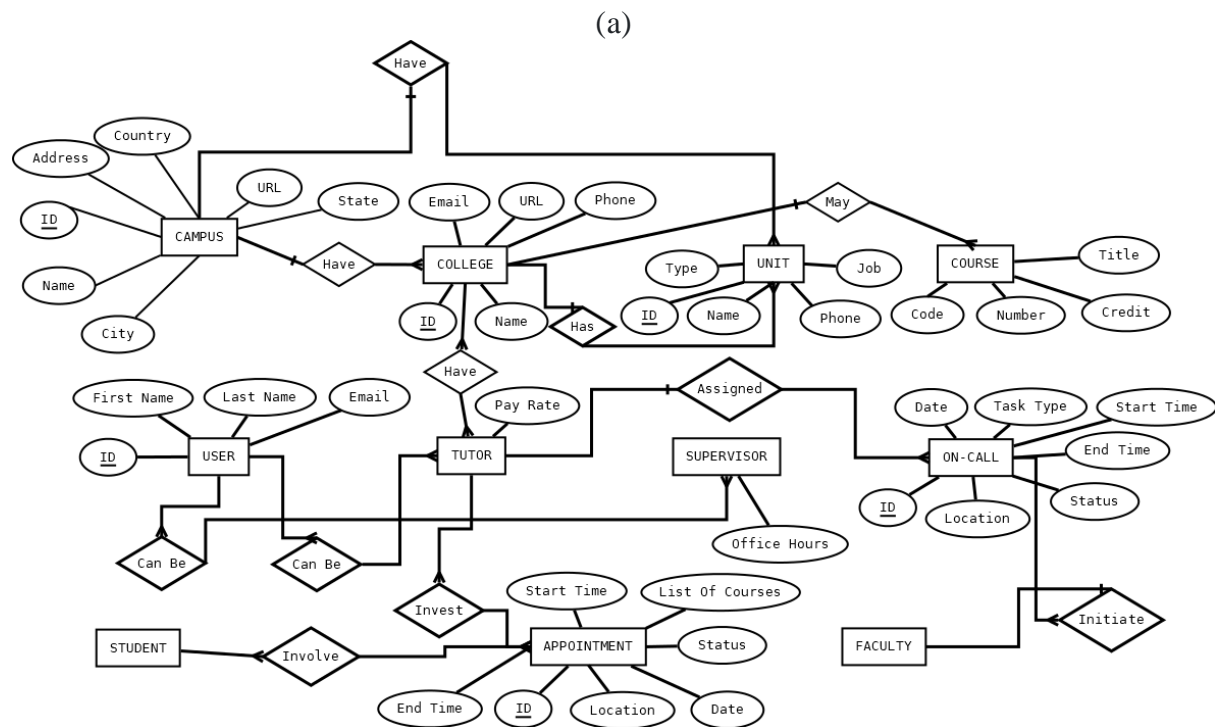 (a)
Have
Country
Address
URL
State
ID
CAMPUS
Name
City
Have
Email
URL
Phone
COLLEGE
ID
Name
May
Type
UNIT
Job
ID
Name
Phone
COURSE
Title
Code
Number
Credit
Has
Have
First Name
Last Name
Email
ID
USER
Pay Rate
TUTOR
Assigned
SUPERVISOR
Office Hours
Date
Task Type
Start Time
ON-CALL
End Time
ID
Location
Status
Can Be
Can Be
Invest
Start Time
List Of Courses
STUDENT
Involve
APPOINTMENT
Status
End Time
ID
Location
Date
FACULTY
Initiate